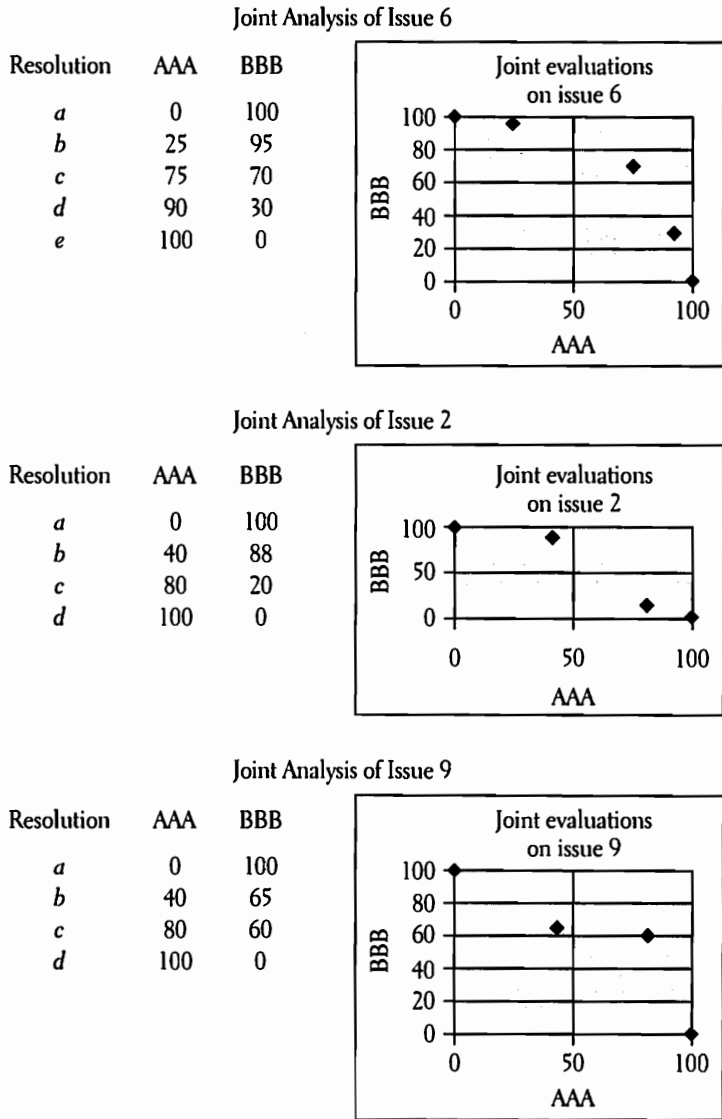 Joint Analysis of Issue 6
Resolution AAA BBB
a 0 100
b 25 95
c 75 70
d 90 30
e 100 0
Joint evaluations
on issue 6
100
80
60
40
20
0
BBB
0 50 100
AAA
Joint Analysis of Issue 2
Resolution AAA BBB
a 0 100
b 40 88
c 80 20
d 100 0
Joint evaluations
on issue 2
100
50
0
BBB
0 50 100
AAA
Joint Analysis of Issue 9
Resolution AAA BBB
a 0 100
b 40 65
c 80 60
d 100 0
Joint evaluations
on issue 9
100
80
60
40
20
0
BBB
0 50 100
AAA